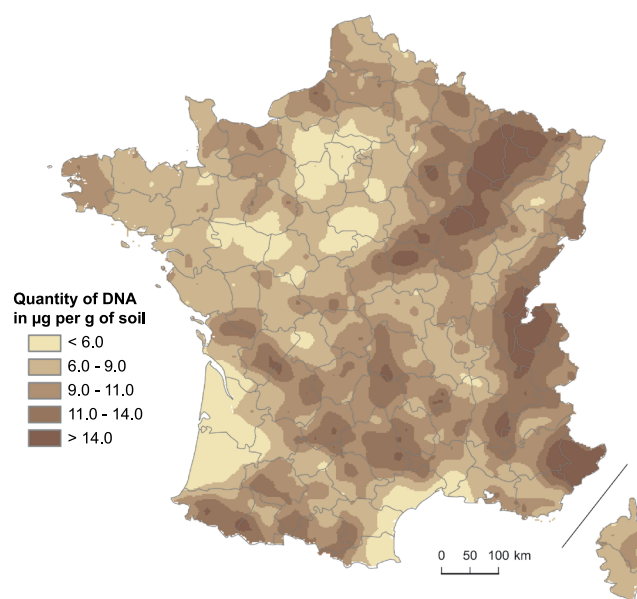 Quantity of DNA
in µg per g of soil
< 6.0
6.0 - 9.0
9.0 - 11.0
11.0 - 14.0
> 14.0
0 50 100 km